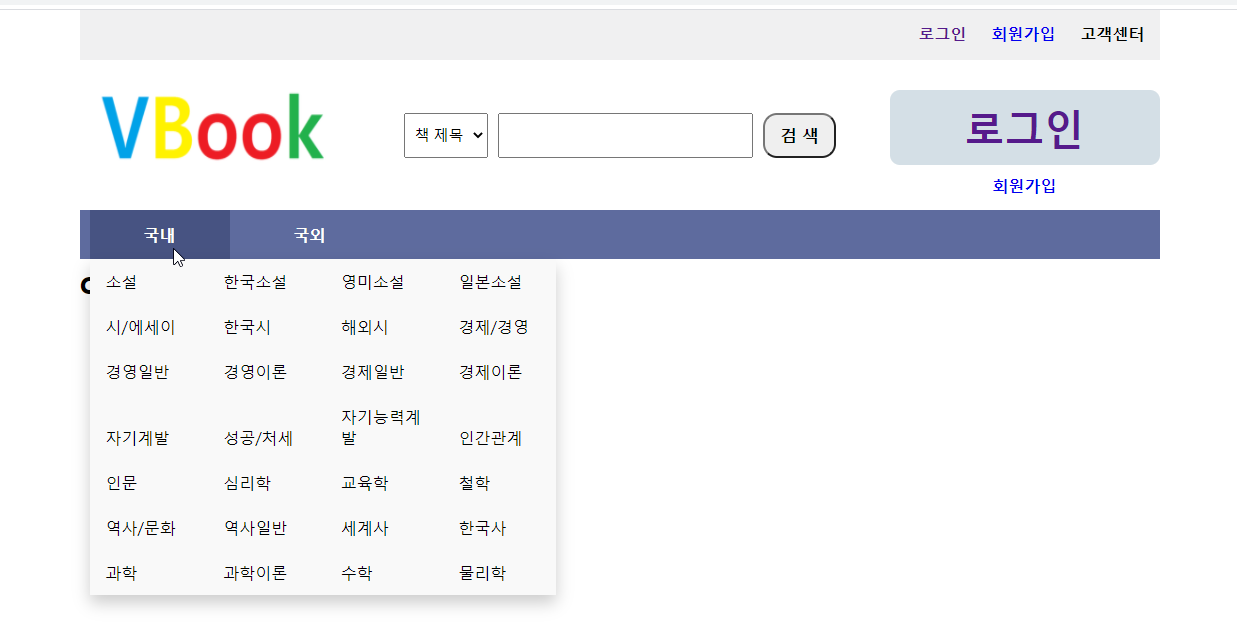 로그인 회원가입 고객센터
VBook
책 제목
검 색
로그인
회원가입
국내 국외
소설 한국소설 영미소설 일본소설
시/에세이 한국시 해외시 경제/경영
경영일반 경영이론 경제일반 경제이론
자기계발 성공/처세 자기능력계발 인간관계
인문 심리학 교육학 철학
역사/문화 역사일반 세계사 한국사
과학 과학이론 수학 물리학